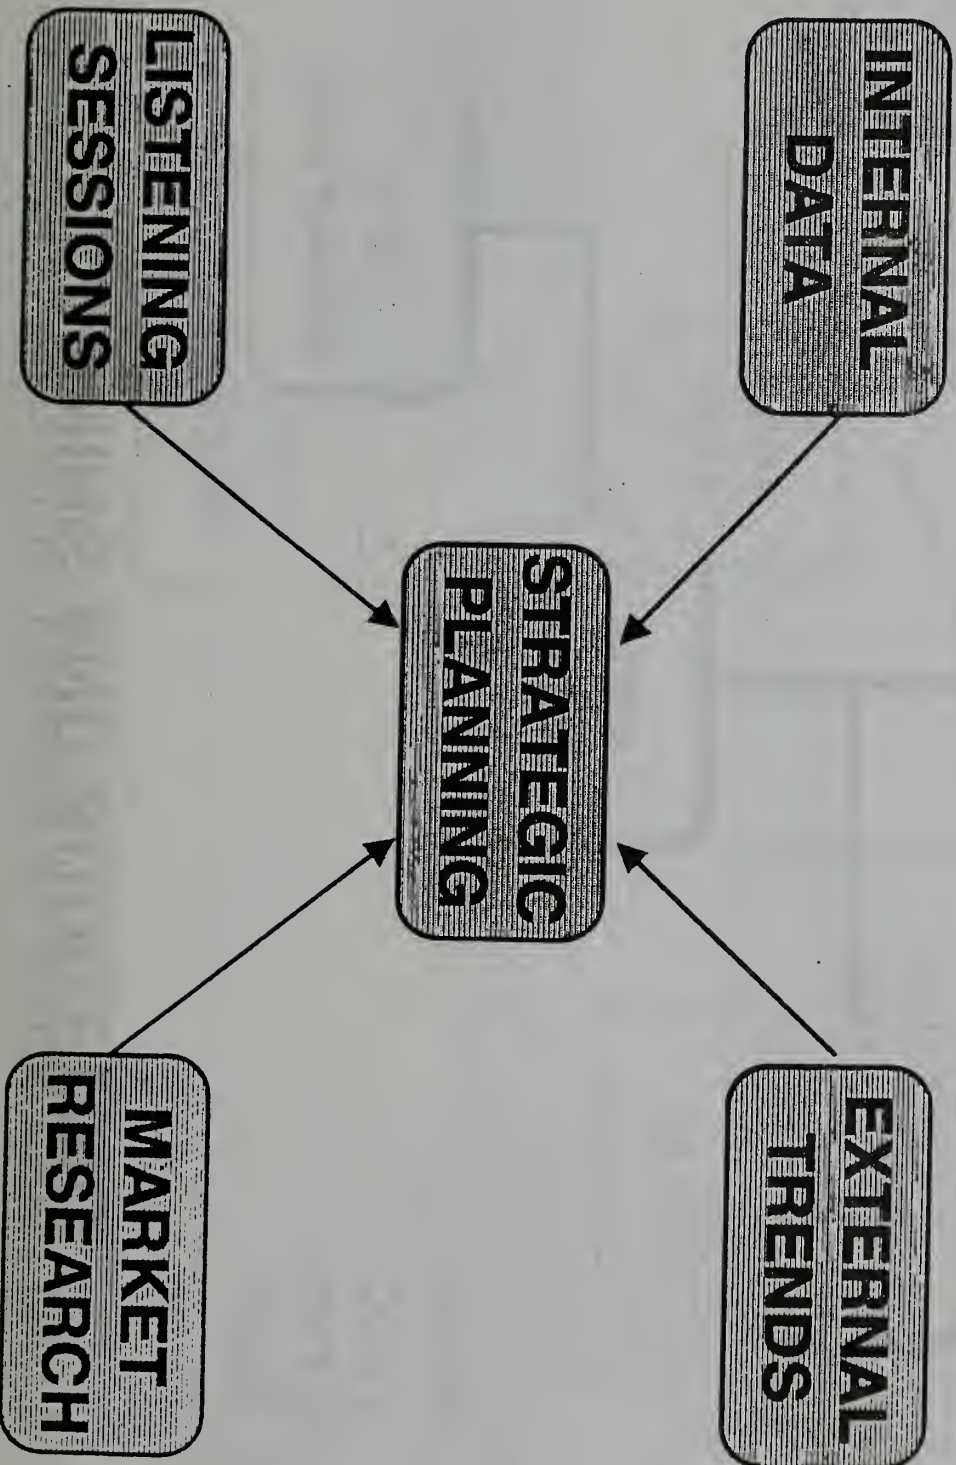 INTERNAL
DATA
EXTERNAL
TRENDS
STRATEGIC
PLANNING
LISTENING
SESSIONS
MARKET
RESEARCH